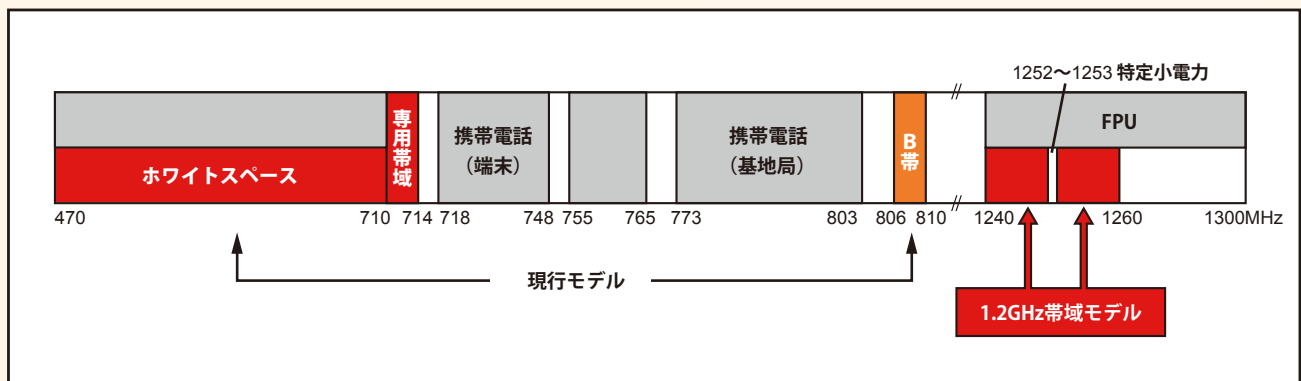 1252～1253 特定小電力
専用帯域
携帯電話
（端末）
携帯電話
（基地局）
B帯
FPU
ホワイトスペース
470
710
714
718
748
755
765
773
803
806
810
1240
1260
1300MHz
現行モデル
1.2GHz帯域モデル